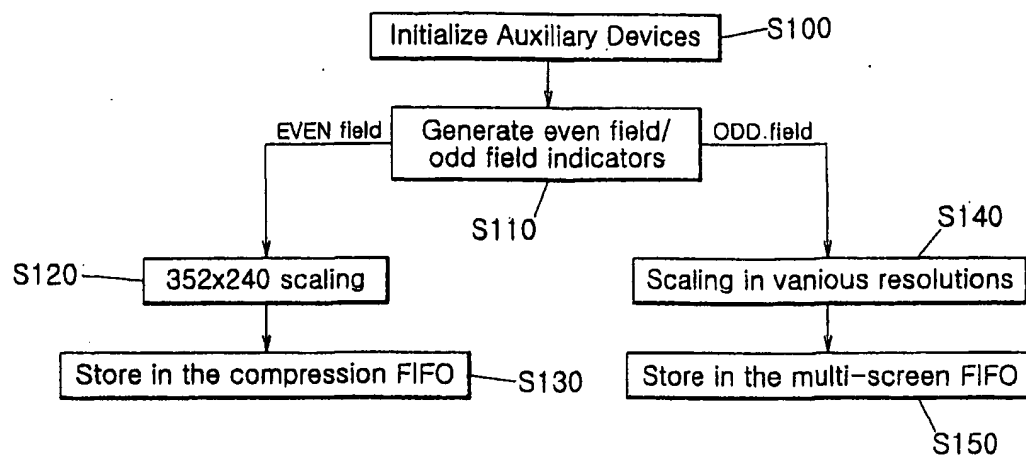 Initialize Auxiliary Devices
S100
EVEN field
Generate even field/
odd field indicators
ODD.field
S110
S140
S120
352x240 scaling
Scaling in vanious resolutions
Store in the compression FIFO
S130
Store in the multi-screen FIFO
S150